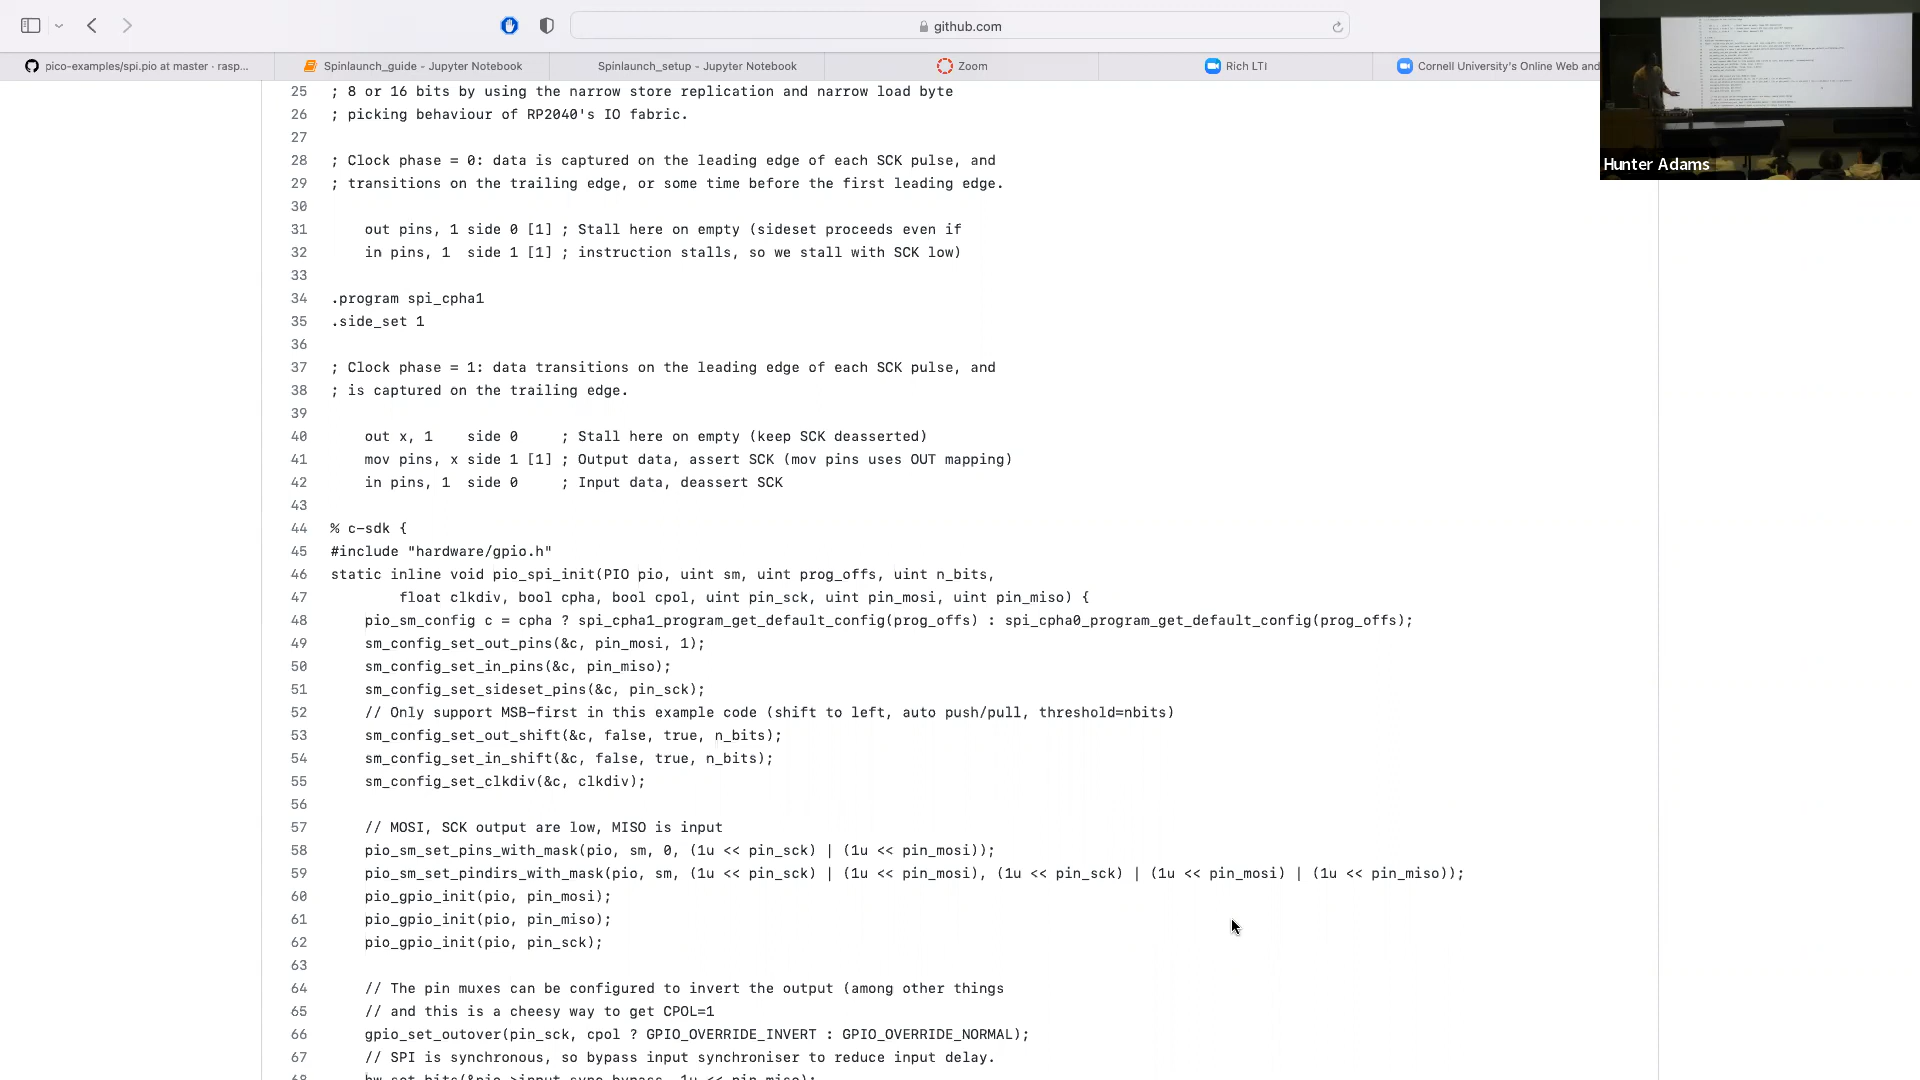 github.com
pico-examples/spi.pio at master · rasp...
Spinlaunch_guide - Jupyter Notebook
Spinlaunch_setup - Jupyter Notebook
Zoom
Rich LTI
Cornell University's Online Web and
Hunter Adams
25 ; 8 or 16 bits by using the narrow store replication and narrow load byte
26 ; picking behaviour of RP2040's IO fabric.
27
28 ; Clock phase = 0: data is captured on the leading edge of each SCK pulse, and
29 ; transitions on the trailing edge, or some time before the first leading edge.
30
31 out pins, 1 side 0 [1] ; Stall here on empty (sideset proceeds even if
32 in pins, 1  side 1 [1] ; instruction stalls, so we stall with SCK low)
33
34 .program spi_cpha1
35 .side_set 1
36
37 ; Clock phase = 1: data transitions on the leading edge of each SCK pulse, and
38 ; is captured on the trailing edge.
39
40 out x, 1    side 0     ; Stall here on empty (keep SCK deasserted)
41 mov pins, x side 1 [1] ; Output data, assert SCK (mov pins uses OUT mapping)
42 in pins, 1  side 0     ; Input data, deassert SCK
43
44 % c-sdk {
45 #include "hardware/gpio.h"
46 static inline void pio_spi_init(PIO pio, uint sm, uint prog_offs, uint n_bits,
47 float clkdiv, bool cpha, bool cpol, uint pin_sck, uint pin_mosi, uint pin_miso) {
48 pio_sm_config c = cpha ? spi_cpha1_program_get_default_config(prog_offs) : spi_cpha0_program_get_default_config(prog_offs);
49 sm_config_set_out_pins(&c, pin_mosi, 1);
50 sm_config_set_in_pins(&c, pin_miso);
51 sm_config_set_sideset_pins(&c, pin_sck);
52 // Only support MSB-first in this example code (shift to left, auto push/pull, threshold=nbits)
53 sm_config_set_out_shift(&c, false, true, n_bits);
54 sm_config_set_in_shift(&c, false, true, n_bits);
55 sm_config_set_clkdiv(&c, clkdiv);
56
57 // MOSI, SCK output are low, MISO is input
58 pio_sm_set_pins_with_mask(pio, sm, 0, (1u << pin_sck) | (1u << pin_mosi));
59 pio_sm_set_pindirs_with_mask(pio, sm, (1u << pin_sck) | (1u << pin_mosi), (1u << pin_sck) | (1u << pin_mosi) | (1u << pin_miso));
60 pio_gpio_init(pio, pin_mosi);
61 pio_gpio_init(pio, pin_miso);
62 pio_gpio_init(pio, pin_sck);
63
64 // The pin muxes can be configured to invert the output (among other things
65 // and this is a cheesy way to get CPOL=1
66 gpio_set_outover(pin_sck, cpol ? GPIO_OVERRIDE_INVERT : GPIO_OVERRIDE_NORMAL);
67 // SPI is synchronous, so bypass input synchroniser to reduce input delay.
68 hw_set_bits(&pio->input_sync_bypass, 1u << pin_miso);